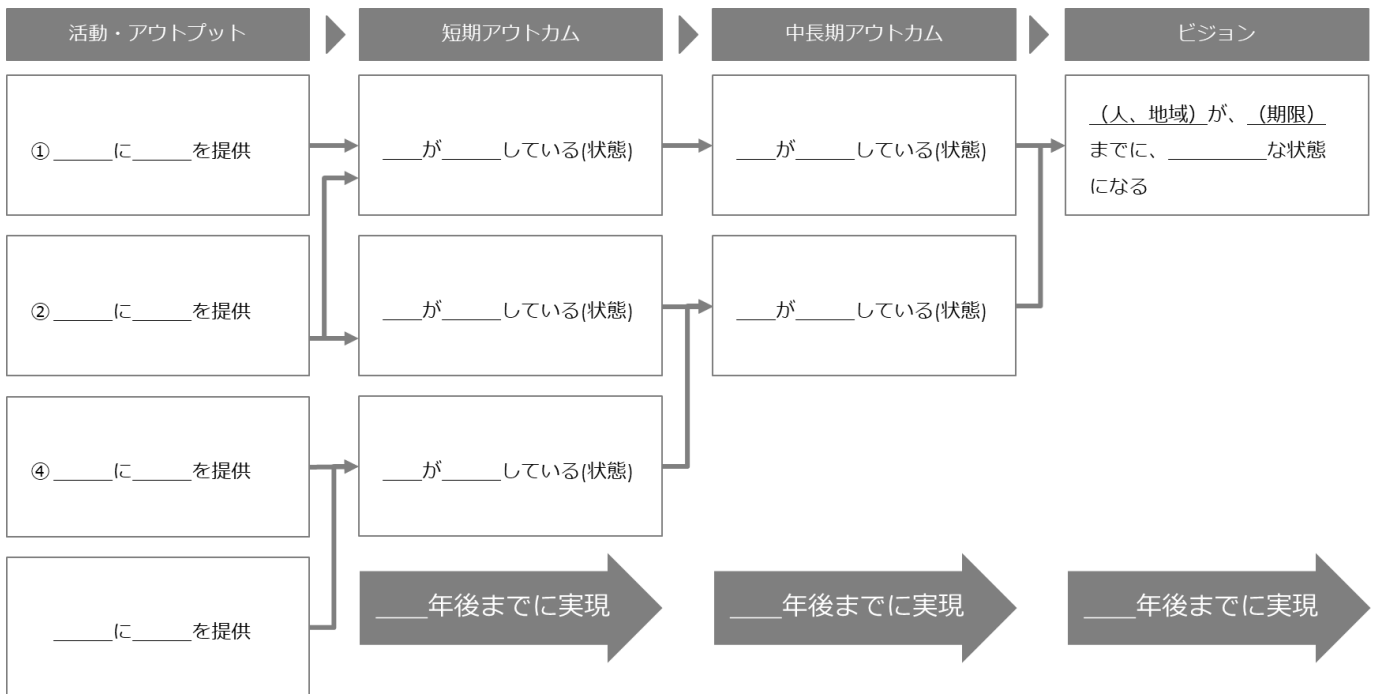 活動・アウトプット
短期アウトカム
中長期アウトカム
ビジョン
①______に______を提供
____が______している(状態)
____が______している(状態)
（人、地域）が、（期限）
までに、__________な状態
になる
②______に______を提供
____が______している(状態)
____が______している(状態)
④______に______を提供
____が______している(状態)
______に______を提供
____年後までに実現
____年後までに実現
____年後までに実現